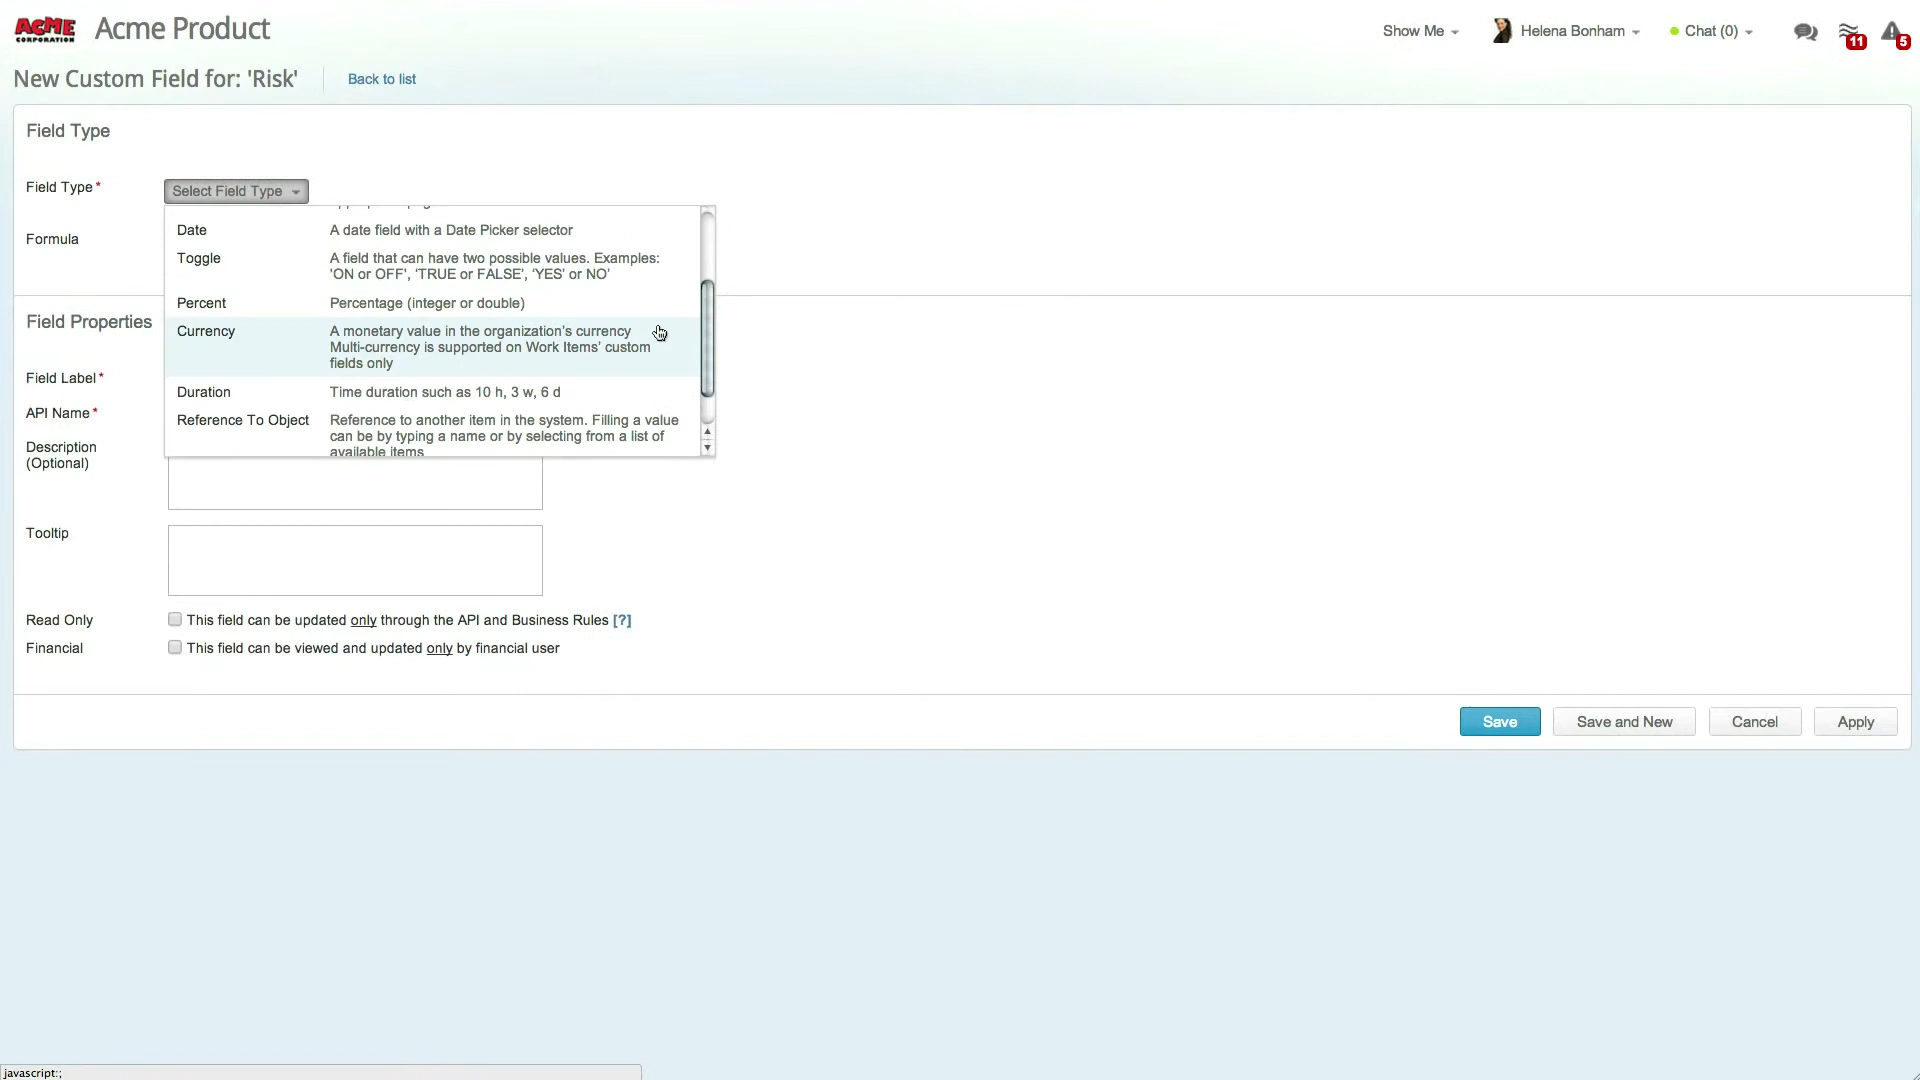 ACME
CORPORATION
Acme Product
Show Me
Helena Bonham
Chat (0)
11
5
New Custom Field for: 'Risk'
Back to list
Field Type
Field Type*
Select Field Type
Formula
Date
A date field with a Date Picker selector
Toggle
A field that can have two possible values. Examples:
'ON or OFF', 'TRUE or FALSE', 'YES' or NO'
Percent
Percentage (integer or double)
Currency
A monetary value in the organization's currency
Multi-currency is supported on Work Items' custom
fields only
Duration
Time duration such as 10 h, 3 w, 6 d
Reference To Object
Reference to another item in the system. Filling a value
can be by typing a name or by selecting from a list of
available items
Field Properties
Field Label*
API Name*
Description
(Optional)
Tooltip
Read Only
This field can be updated only through the API and Business Rules [?]
Financial
This field can be viewed and updated only by financial user
Save
Save and New
Cancel
Apply
javascript:;